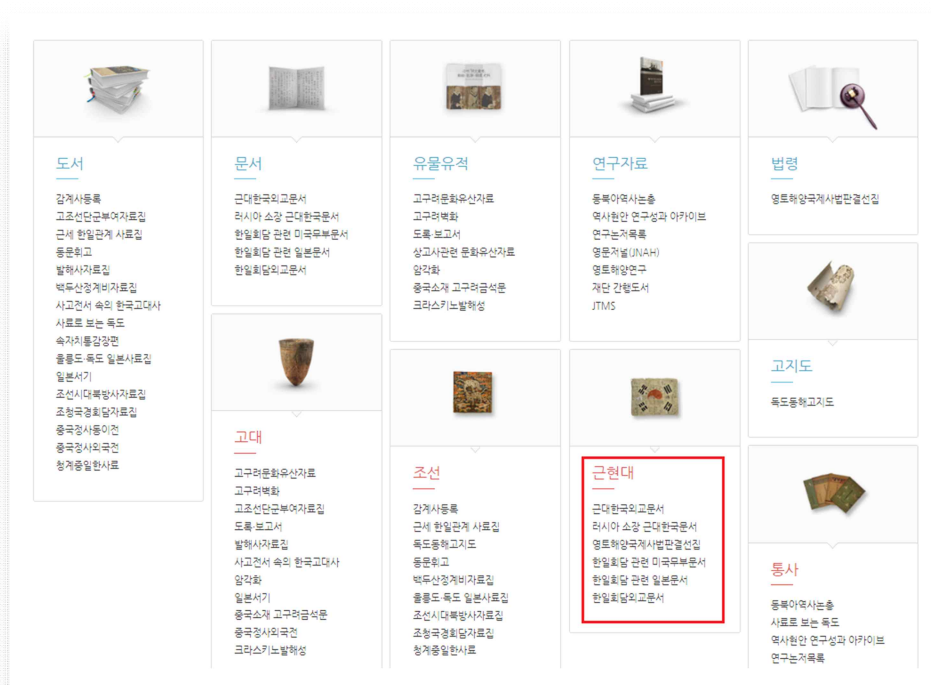 도서
감계사등록
고조선단군부여자료집
근세 한일관계 사료집
동문휘고
발해사자료집
백두산정계비자료집
사고전서 속의 한국고대사
사료로 보는 독도
속자치통감장편
울릉도·독도 일본사료집
일본서기
조선시대북방사자료집
조청국경회담자료집
중국정사동이전
중국정사외국전
청계중일한사료
문서
근대한국외교문서
러시아 소장 근대한국문서
한일회담 관련 미국무부문서
한일회담 관련 일본문서
한일회담외교문서
고대
고구려문화유산자료
고구려벽화
고조선단군부여자료집
도록·보고서
발해사자료집
사고전서 속의 한국고대사
암각화
일본서기
중국소재 고구려금석문
중국정사외국전
크라스키노발해성
유물유적
고구려문화유산자료
고구려벽화
도록·보고서
상고사관련 문화유산자료
암각화
중국소재 고구려금석문
크라스키노발해성
조선
감계사등록
근세 한일관계 사료집
독도동해고지도
동문휘고
백두산정계비자료집
울릉도·독도 일본사료집
조선시대북방사자료집
조청국경회담자료집
청계중일한사료
연구자료
동북아역사논총
역사현안 연구성과 아카이브
연구논저목록
영문저널(JNAH)
영토해양연구
재단 간행도서
JTMS
근현대
근대한국외교문서
러시아 소장 근대한국문서
영토해양국제사법판결선집
한일회담 관련 미국무부문서
한일회담 관련 일본문서
한일회담외교문서
법령
영토해양국제사법판결선집
고지도
독도동해고지도
통사
동북아역사논총
사료로 보는 독도
역사현안 연구성과 아카이브
연구논저목록